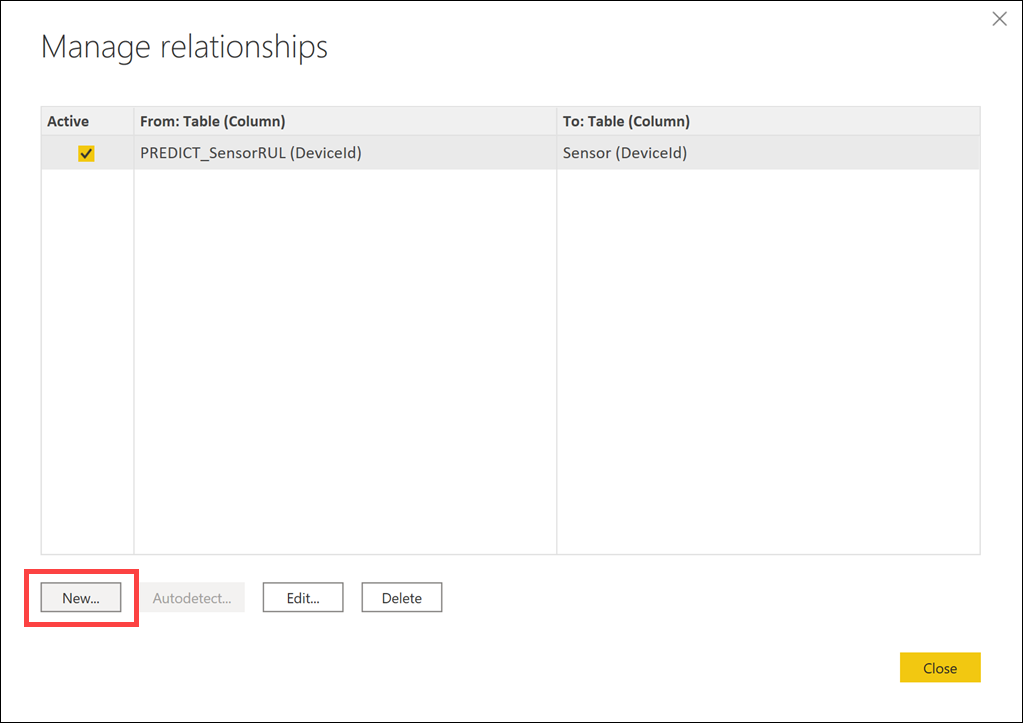 Manage relationships
Active From: Table (Column) To: Table (Column)
PREDICT_SensorRUL (DeviceId) Sensor (DeviceId)
New... Autodetect... Edit... Delete
Close